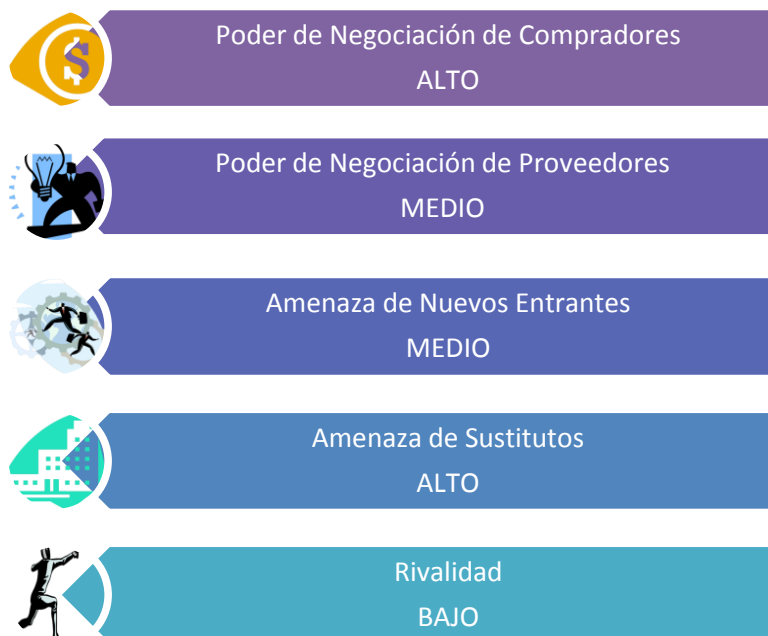 Poder de Negociación de Compradores
ALTO
Poder de Negociación de Proveedores
MEDIO
Amenaza de Nuevos Entrantes
MEDIO
Amenaza de Sustitutos
ALTO
Rivalidad
BAJO